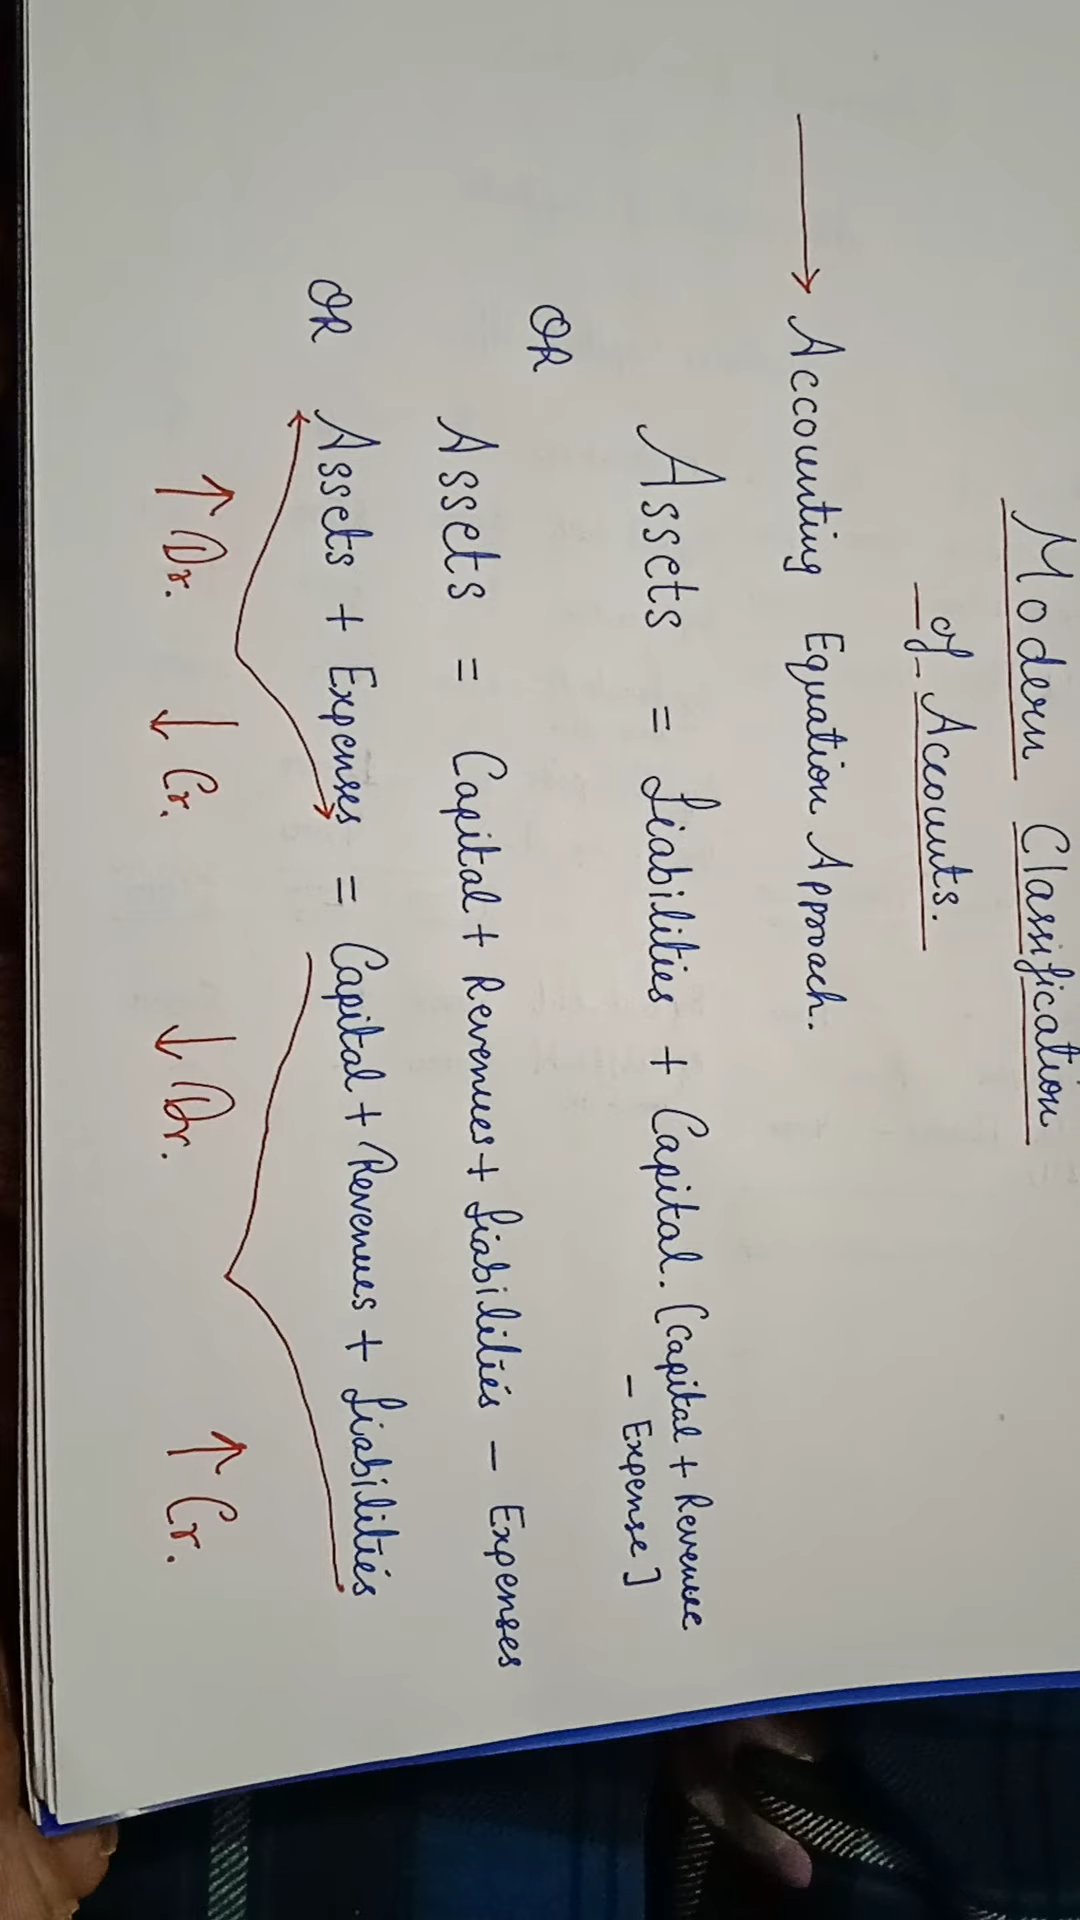 Modern Classification
of Accounts.
→ Accounting Equation Approach.
Assets = Liabilities + Capital. [Capital + Revenue
- Expense]
OR
Assets = Capital + Revenues + Liabilities - Expenses
OR Assets + Expenses = Capital + Revenues + Liabilities
↑ Dr. ↓ Cr. ↓ Dr. ↑ Cr.